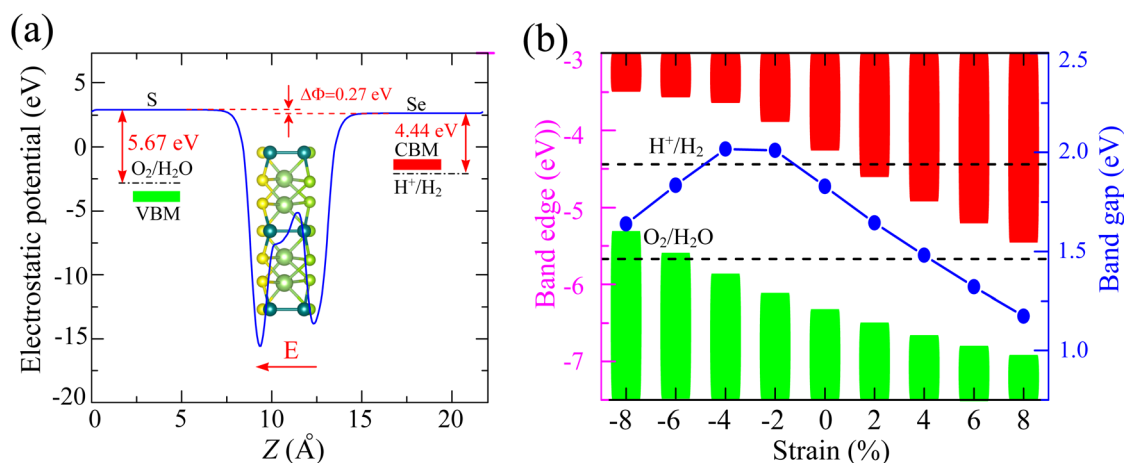 (a)
Electrostatic potential (eV)
5
0
-5
-10
-15
-20
0
5
10
15
20
Z (Å)
S
Se
ΔΦ=0.27 eV
5.67 eV
4.44 eV
O₂/H₂O
VBM
CBM
H⁺/H₂
E
(b)
Band edge (eV))
-3
-4
-5
-6
-7
H⁺/H₂
O₂/H₂O
-8
-6
-4
-2
0
2
4
6
8
Strain (%)
2.5
2.0
1.5
1.0
Band gap (eV)